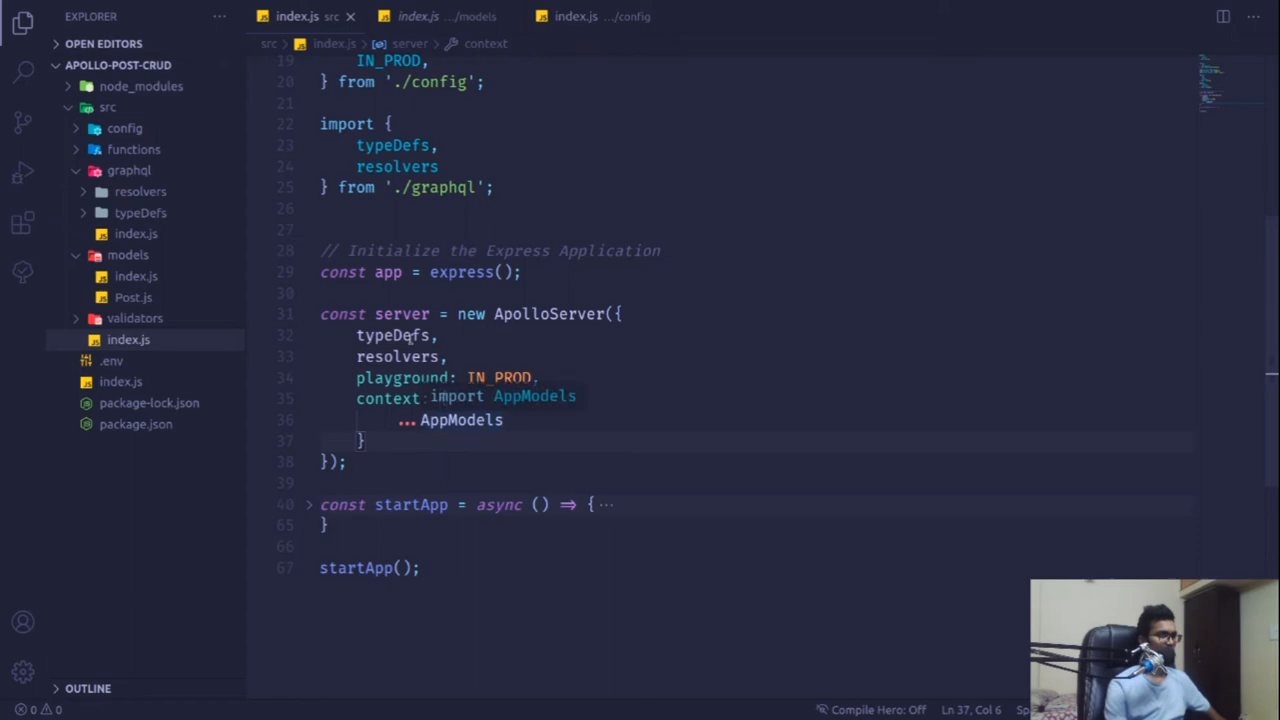 EXPLORER
OPEN EDITORS
APOLLO-POST-CRUD
node_modules
src
config
functions
graphql
resolvers
typeDefs
index.js
models
index.js
Post.js
validators
index.js
.env
index.js
package-lock.json
package.json
OUTLINE
index.js src
index.js .../models
index.js .../config
src > index.js > server > context
19 IN_PROD,
20 } from './config';
21
22 import {
23 typeDefs,
24 resolvers
25 } from './graphql';
26
27
28 // Initialize the Express Application
29 const app = express();
30
31 const server = new ApolloServer({
32 typeDefs,
33 resolvers,
34 playground: IN_PROD,
35 context:
import AppModels
36 ...AppModels
37 }
38 });
39
40 const startApp = async () => {...
65 }
66
67 startApp();
0 0
Compile Hero: Off
Ln 37, Col 6